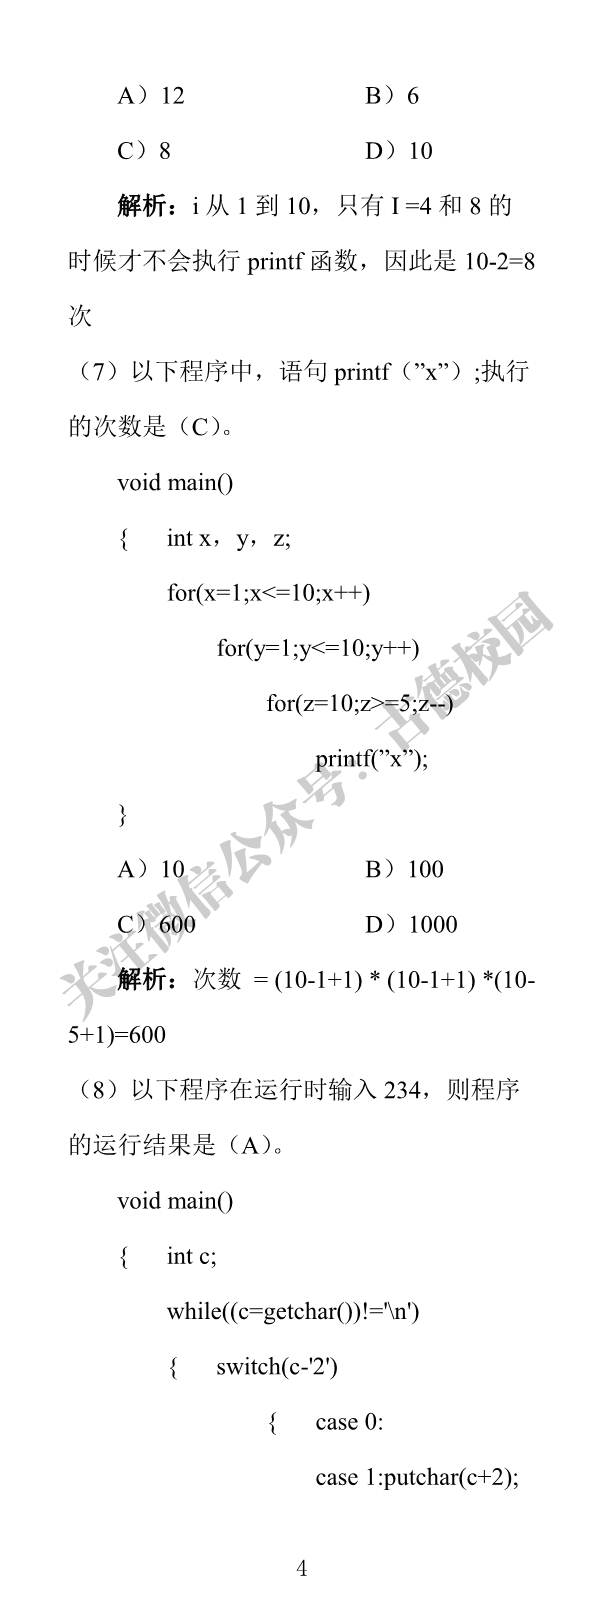 A）12 B）6
C）8 D）10
解析：i 从 1 到 10，只有 I =4 和 8 的
时候才不会执行 printf 函数，因此是 10-2=8
次
（7）以下程序中，语句 printf（”x”）;执行
的次数是（C）。
void main()
{ int x，y，z;
for(x=1;x<=10;x++)
for(y=1;y<=10;y++)
for(z=10;z>=5;z--)
printf(”x”);
}
A）10 B）100
C）600 D）1000
解析：次数 = (10-1+1) * (10-1+1) *(10-
5+1)=600
（8）以下程序在运行时输入 234，则程序
的运行结果是（A）。
void main()
{ int c;
while((c=getchar())!='\n')
{ switch(c-'2')
{ case 0:
case 1:putchar(c+2);
4
关注微信公众号：古德校园